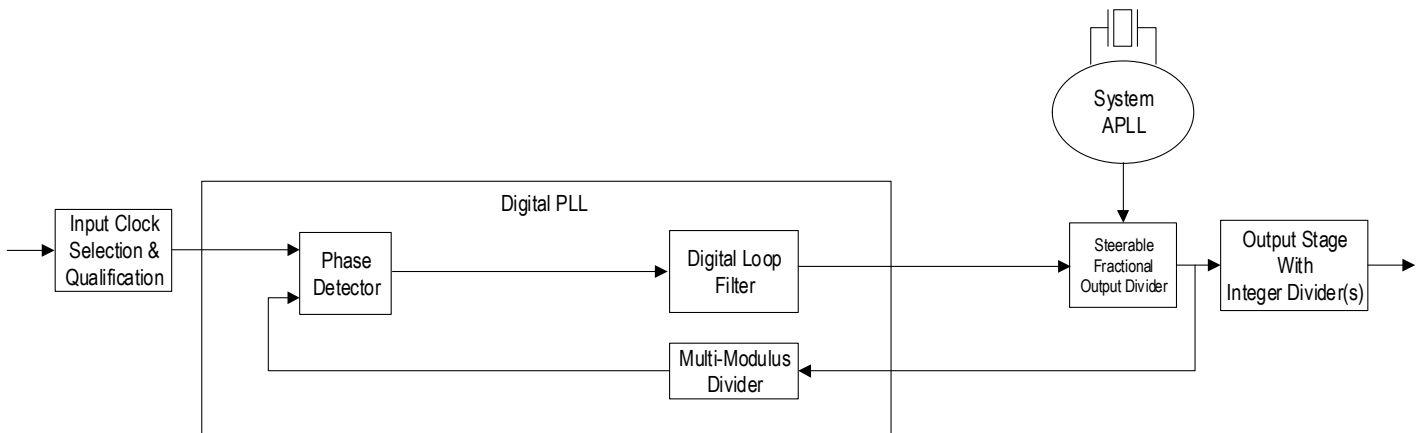 System
APLL
Digital PLL
Input Clock
Selection &
Qualification
Phase
Detector
Digital Loop
Filter
Steerable
Fractional
Output Divider
Output Stage
With
Integer Divider(s)
Multi-Modulus
Divider